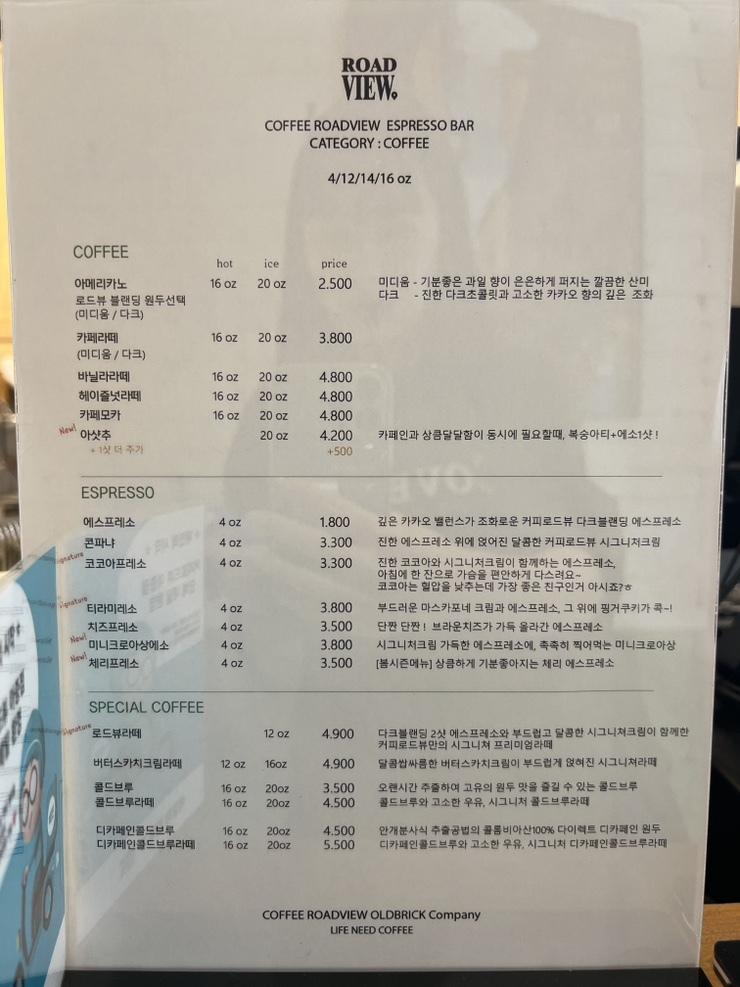 ROAD
VIEW.
COFFEE ROADVIEW ESPRESSO BAR
CATEGORY : COFFEE
4/12/14/16 oz
COFFEE
hot ice price
아메리카노 16 oz 20 oz 2.500 미디움 - 기분좋은 과일 향이 은은하게 퍼지는 깔끔한 산미
로드뷰 블랜딩 원두선택 다크 - 진한 다크초콜릿과 고소한 카카오 향의 깊은 조화
(미디움 / 다크)
카페라떼 16 oz 20 oz 3.800
(미디움 / 다크)
바닐라라떼 16 oz 20 oz 4.800
헤이즐넛라떼 16 oz 20 oz 4.800
카페모카 16 oz 20 oz 4.800
New! 아샷추 20 oz 4.200 카페인과 상큼달달함이 동시에 필요할때, 복숭아티+에소1샷 !
+ 1샷 더 추가 +500
ESPRESSO
에스프레소 4 oz 1.800 깊은 카카오 밸런스가 조화로운 커피로드뷰 다크블랜딩 에스프레소
콘파냐 4 oz 3.300 진한 에스프레소 위에 얹어진 달콤한 커피로드뷰 시그니처크림
signature 코코아프레소 4 oz 3.300 진한 코코아와 시그니처크림이 함께하는 에스프레소,
아침에 한 잔으로 가슴을 편안하게 다스려요~
코코아는 혈압을 낮추는데 가장 좋은 친구인거 아시죠?ㅎ
signature 티라미레소 4 oz 3.800 부드러운 마스카포네 크림과 에스프레소, 그 위에 핑거쿠키가 콕~!
치즈프레소 4 oz 3.500 단짠 단짠 ! 브라운치즈가 가득 올라간 에스프레소
New! 미니크로아상에소 4 oz 3.800 시그니처크림 가득한 에스프레소에, 촉촉히 찍어먹는 미니크로아상
New! 체리프레소 4 oz 3.500 [봄시즌메뉴] 상큼하게 기분좋아지는 체리 에스프레소
SPECIAL COFFEE
signature 로드뷰라떼 12 oz 4.900 다크블랜딩 2샷 에스프레소와 부드럽고 달콤한 시그니쳐크림이 함께한
커피로드뷰만의 시그니쳐 프리미엄라떼
버터스카치크림라떼 12 oz 16oz 4.900 달콤쌉싸름한 버터스카치크림이 부드럽게 얹혀진 시그니쳐라떼
콜드브루 16 oz 20oz 3.500 오랜시간 추출하여 고유의 원두 맛을 즐길 수 있는 콜드브루
콜드브루라떼 16 oz 20oz 4.500 콜드브루와 고소한 우유, 시그니처 콜드브루라떼
디카페인콜드브루 16 oz 20oz 4.500 안개분사식 추출공법의 콜롬비아산100% 다이렉트 디카페인 원두
디카페인콜드브루라떼 16 oz 20oz 5.500 디카페인콜드브루와 고소한 우유, 시그니처 디카페인콜드브루라떼
COFFEE ROADVIEW OLDBRICK Company
LIFE NEED COFFEE